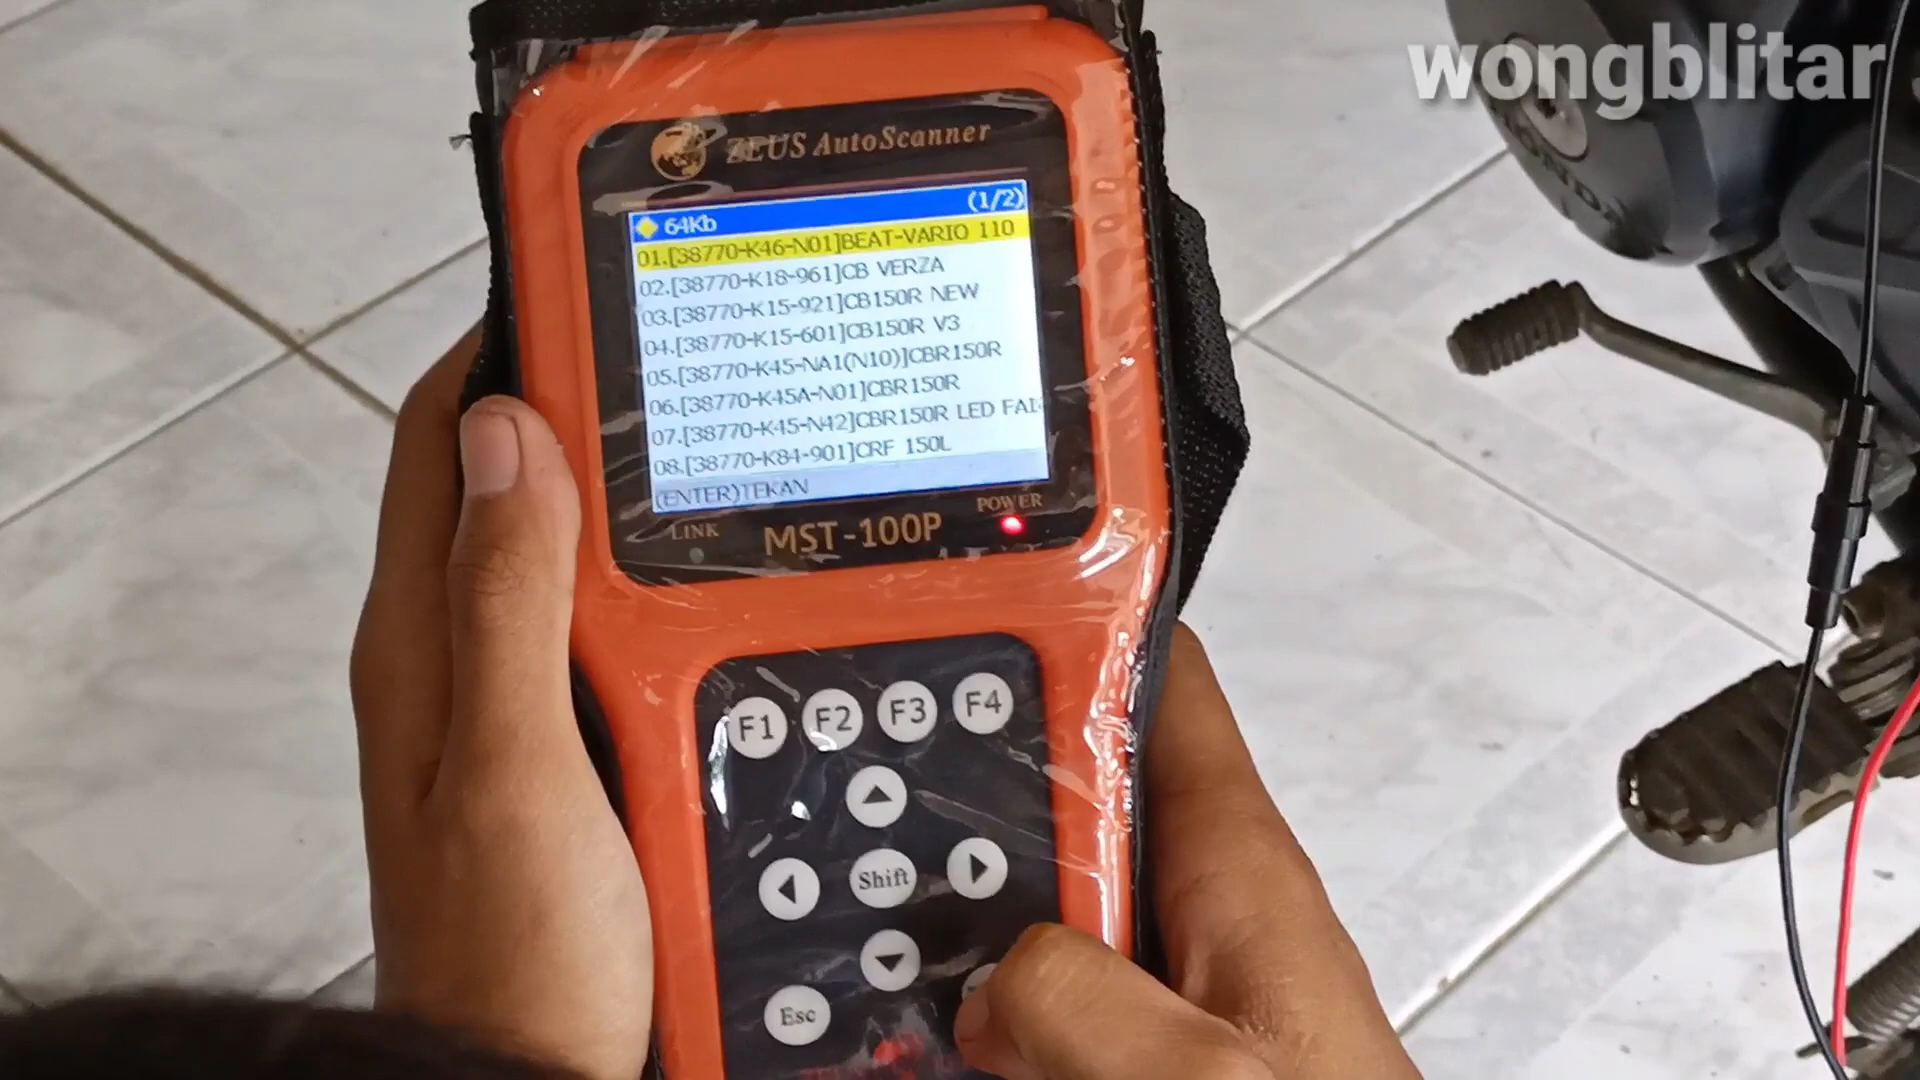 wongblitar
ZEUS AutoScanner
64Kb (1/2)
01.[38770-K46-N01]BEAT-VARIO 110
02.[38770-K18-961]CB VERZA
03.[38770-K15-921]CB150R NEW
04.[38770-K15-601]CB150R V3
05.[38770-K45-NA1(N10)]CBR150R
06.[38770-K45A-N01]CBR150R
07.[38770-K45-N42]CBR150R LED FAI
08.[38770-K84-901]CRF 150L
(ENTER)TEKAN
LINK MST-100P POWER
F1 F2 F3 F4
Shift
Esc